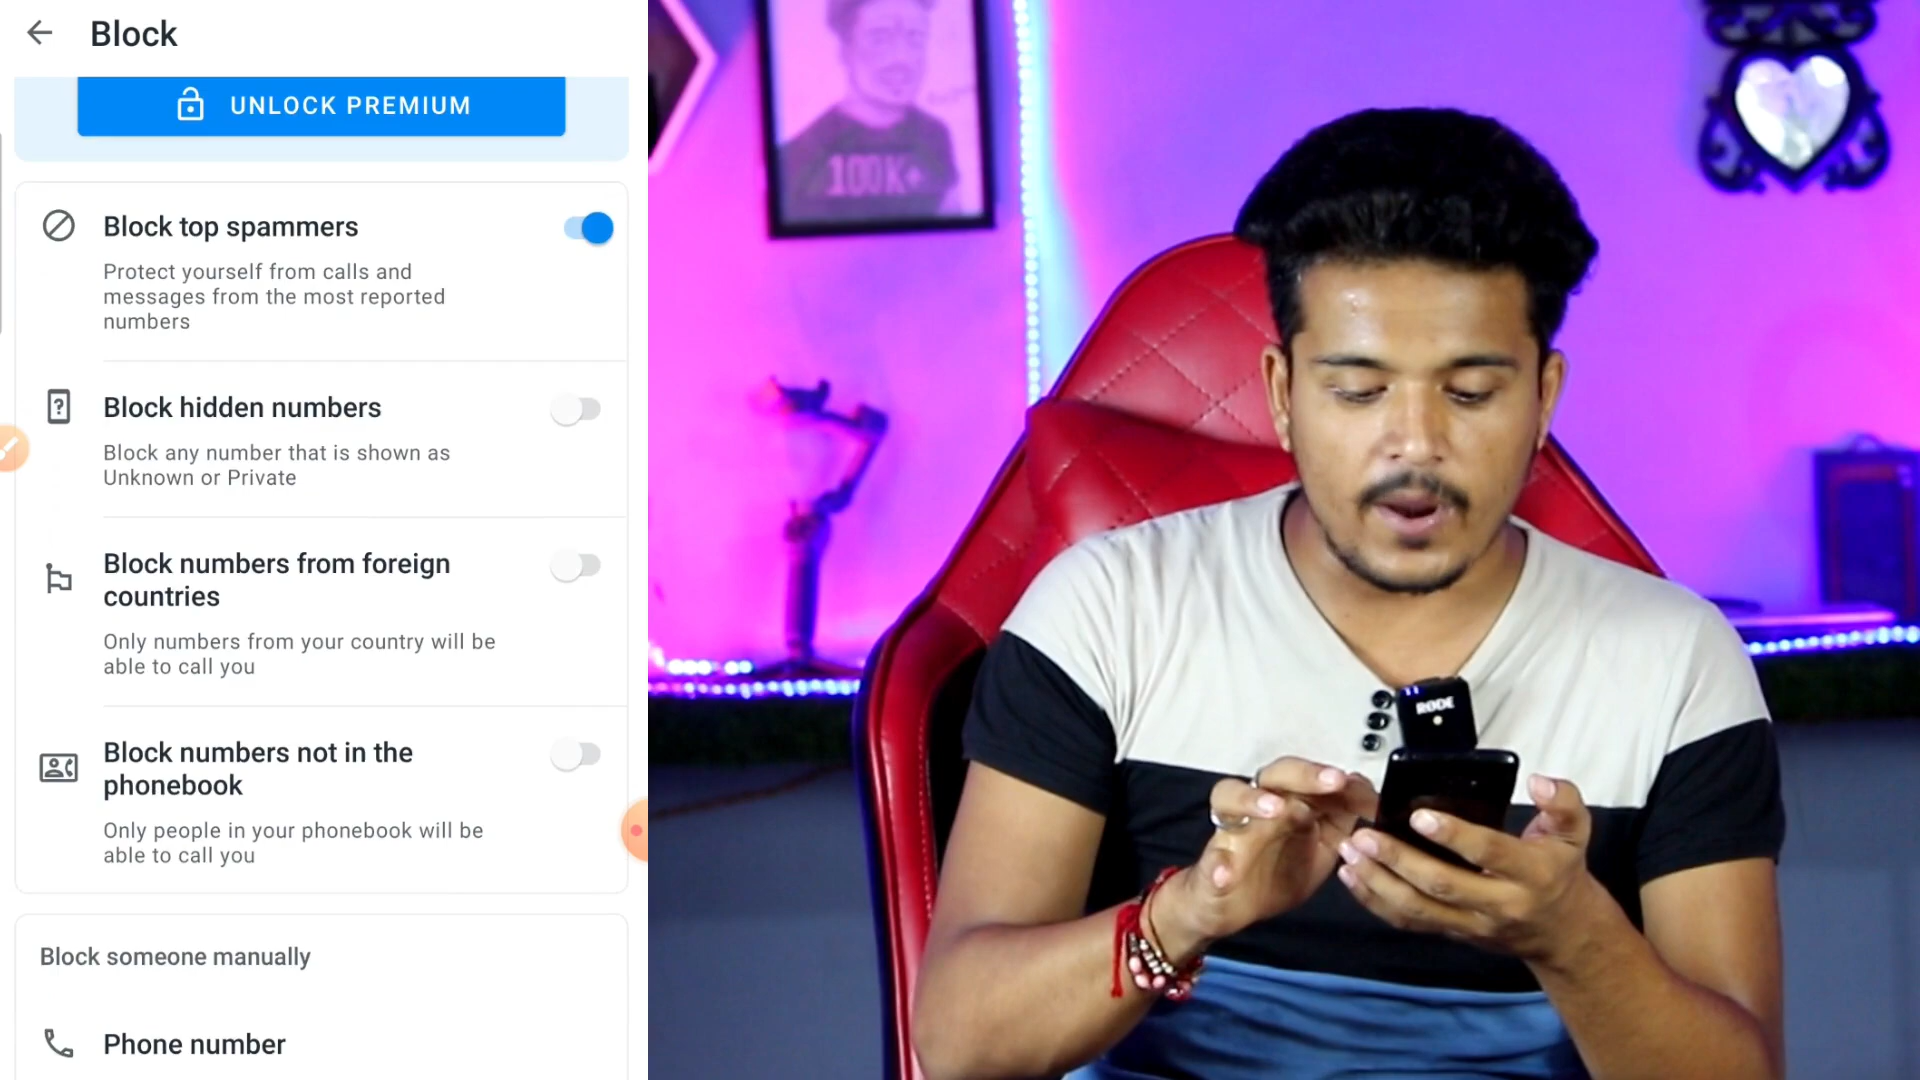 Block
UNLOCK PREMIUM
Block top spammers
Protect yourself from calls and
messages from the most reported
numbers
Block hidden numbers
Block any number that is shown as
Unknown or Private
Block numbers from foreign
countries
Only numbers from your country will be
able to call you
Block numbers not in the
phonebook
Only people in your phonebook will be
able to call you
Block someone manually
Phone number
100K+
RØDE